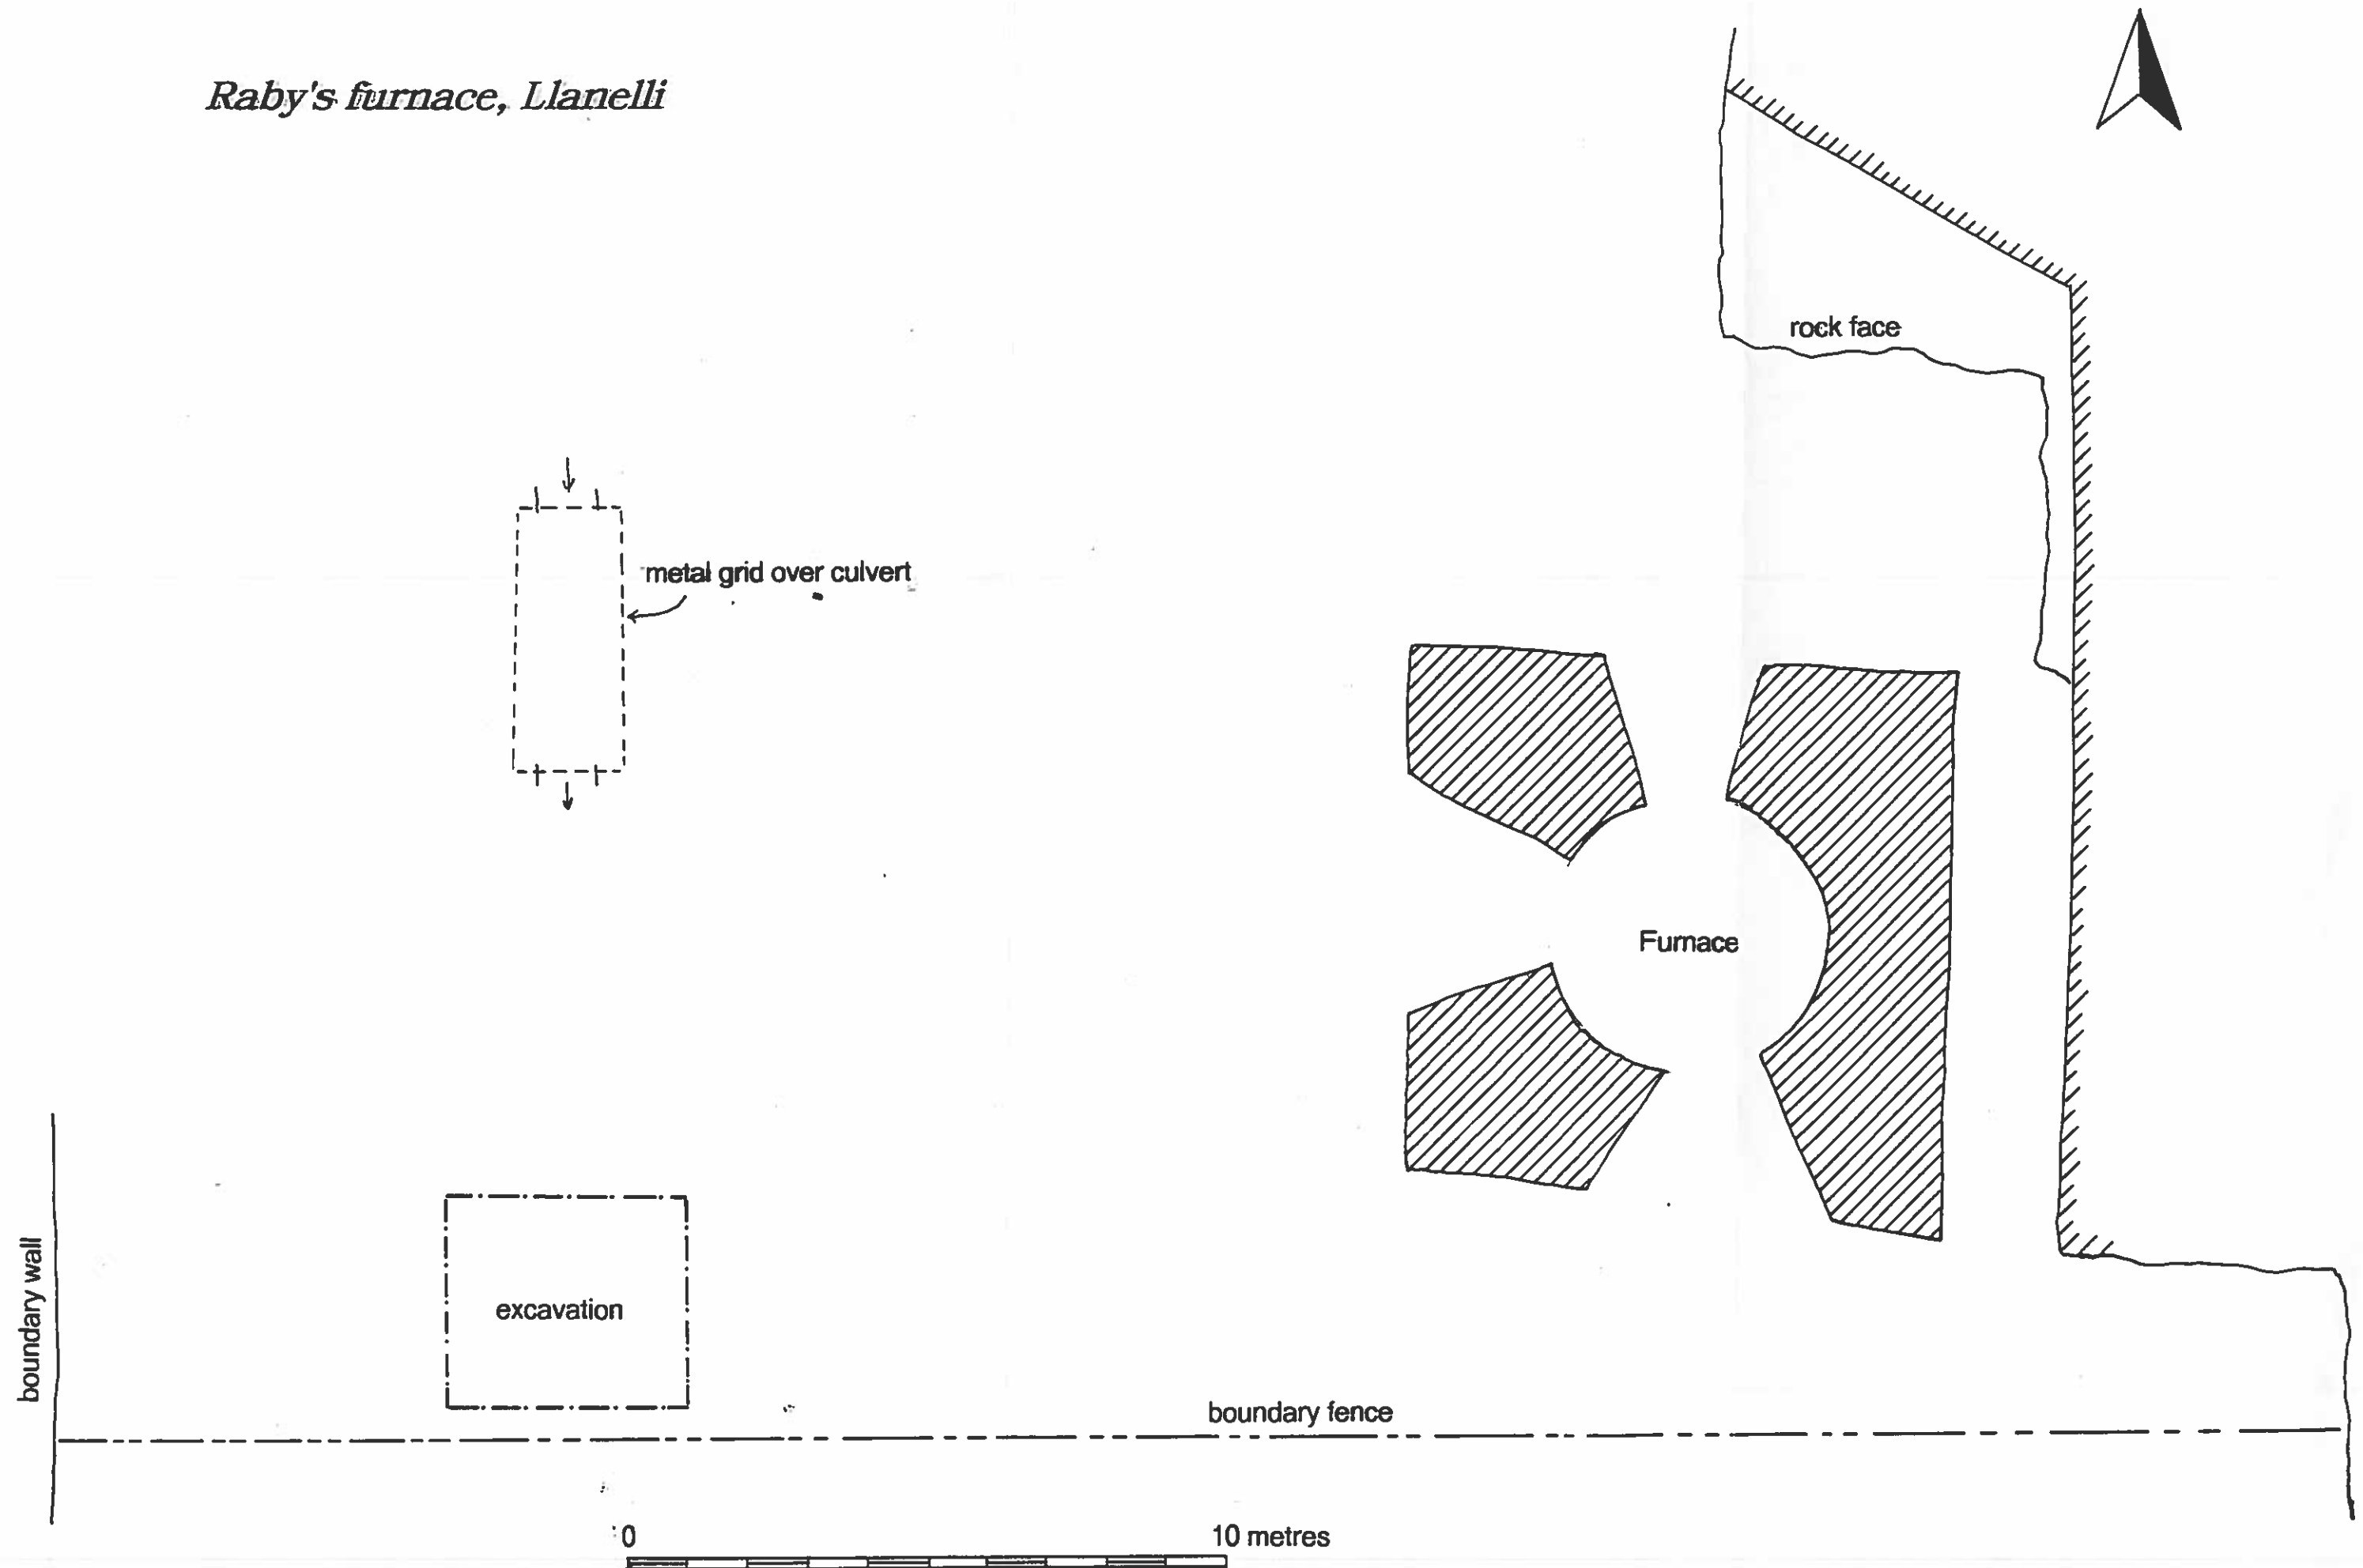 Raby's furnace, Llanelli
rock face
metal grid over culvert
Furnace
boundary wall
excavation
boundary fence
0 10 metres